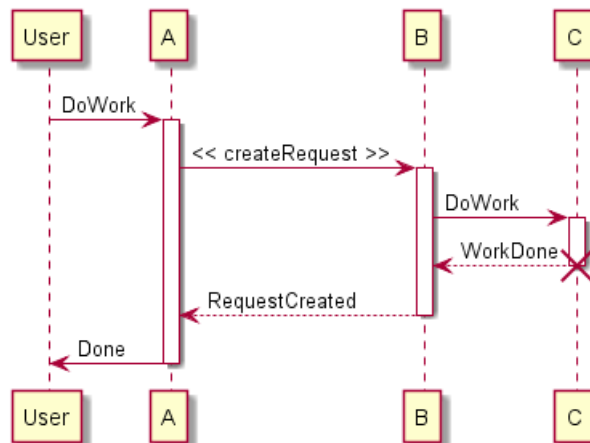 User A B C
DoWork
<< createRequest >>
DoWork
WorkDone
RequestCreated
Done
User A B C